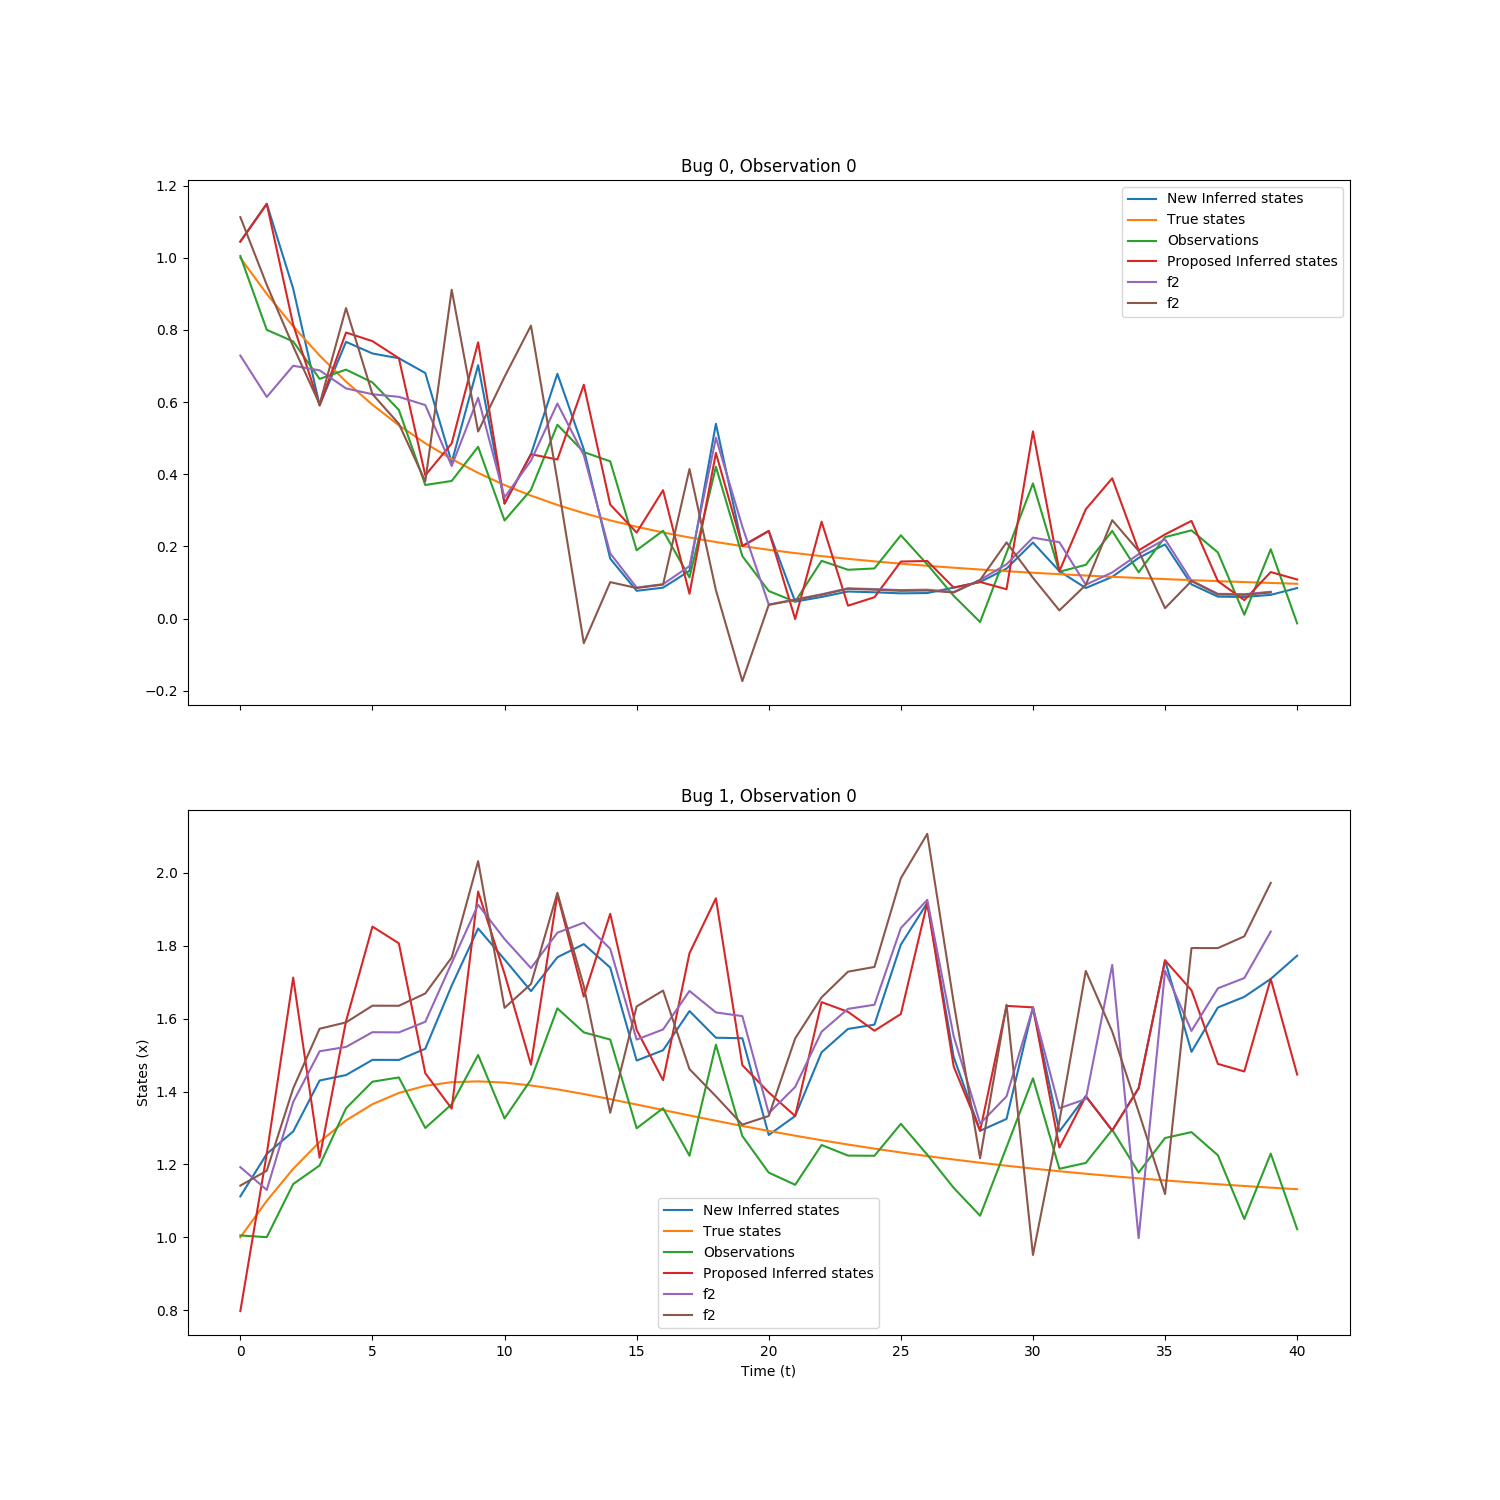 Bug 0, Observation 0
1.2
1.0
0.8
0.6
0.4
0.2
0.0
−0.2
New Inferred states
True states
Observations
Proposed Inferred states
f2
f2
Bug 1, Observation 0
States (x)
2.0
1.8
1.6
1.4
1.2
1.0
0.8
New Inferred states
True states
Observations
Proposed Inferred states
f2
f2
0 5 10 15 20 25 30 35 40
Time (t)